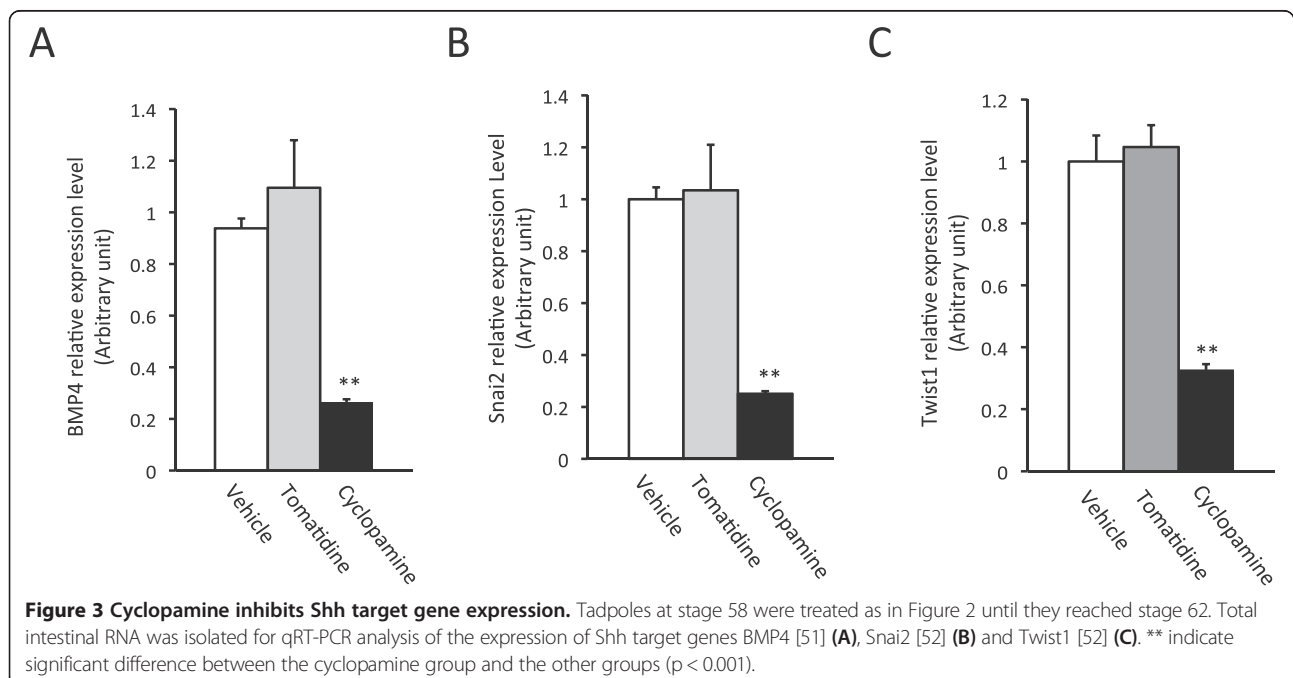 A
BMP4 relative expression level
(Arbitrary unit)
1.4
1.2
1
0.8
0.6
0.4
0.2
0
**
Vehicle
Tomatidine
Cyclopamine
B
Snai2 relative expression Level
(Arbitrary unit)
1.4
1.2
1
0.8
0.6
0.4
0.2
0
**
Vehicle
Tomatidine
Cyclopamine
C
Twist1 relative expression level
(Arbitrary unit)
1.2
1
0.8
0.6
0.4
0.2
0
**
Vehicle
Tomatidine
Cyclopamine
Figure 3 Cyclopamine inhibits Shh target gene expression. Tadpoles at stage 58 were treated as in Figure 2 until they reached stage 62. Total
intestinal RNA was isolated for qRT-PCR analysis of the expression of Shh target genes BMP4 [51] (A), Snai2 [52] (B) and Twist1 [52] (C). ** indicate
significant difference between the cyclopamine group and the other groups (p < 0.001).